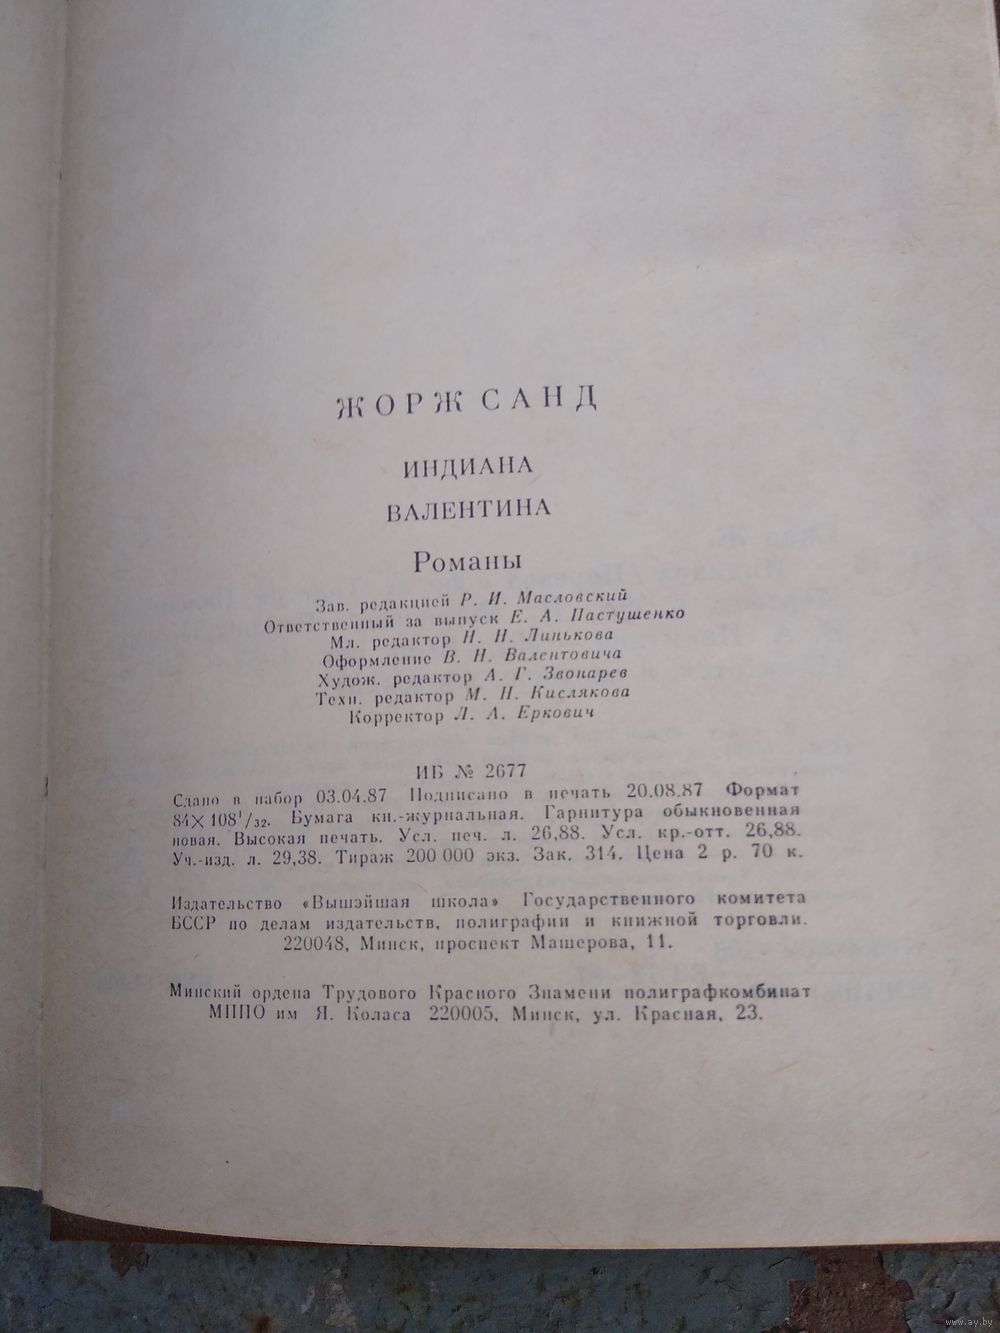 ЖОРЖ САНД
ИНДИАНА
ВАЛЕНТИНА
Романы
Зав. редакцией Р. И. Масловский
Ответственный за выпуск Е. А. Пастушенко
Мл. редактор Н. Н. Линькова
Оформление В. Н. Валентовича
Худож. редактор А. Г. Звонарев
Техн. редактор М. Н. Кислякова
Корректор Л. А. Еркович
ИБ № 2677
Сдано в набор 03.04.87 Подписано в печать 20.08.87 Формат
84×108¹/₃₂. Бумага кн.-журнальная. Гарнитура обыкновенная
новая. Высокая печать. Усл. печ. л. 26,88. Усл. кр.-отт. 26,88.
Уч.-изд. л. 29,38. Тираж 200 000 экз. Зак. 314. Цена 2 р. 70 к.
Издательство «Вышэйшая школа» Государственного комитета
БССР по делам издательств, полиграфии и книжной торговли.
220048, Минск, проспект Машерова, 11.
Минский ордена Трудового Красного Знамени полиграфкомбинат
МППО им Я. Коласа 220005, Минск, ул. Красная, 23.
www.ay.by